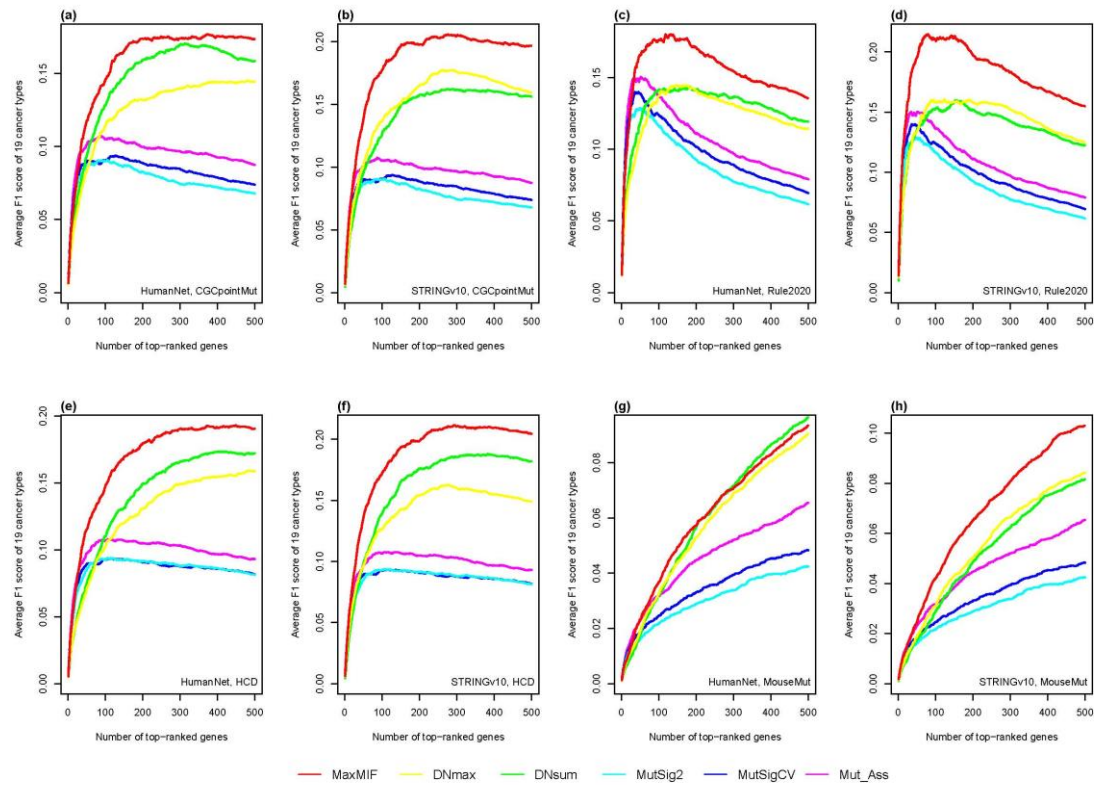 (a)
Average F1 score of 19 cancer types
0.00 0.05 0.10 0.15
0 100 200 300 400 500
Number of top-ranked genes
HumanNet, CGCpointMut
(b)
Average F1 score of 19 cancer types
0.00 0.05 0.10 0.15 0.20
0 100 200 300 400 500
Number of top-ranked genes
STRINGv10, CGCpointMut
(c)
Average F1 score of 19 cancer types
0.00 0.05 0.10 0.15
0 100 200 300 400 500
Number of top-ranked genes
HumanNet, Rule2020
(d)
Average F1 score of 19 cancer types
0.00 0.05 0.10 0.15 0.20
0 100 200 300 400 500
Number of top-ranked genes
STRINGv10, Rule2020
(e)
Average F1 score of 19 cancer types
0.00 0.05 0.10 0.15 0.20
0 100 200 300 400 500
Number of top-ranked genes
HumanNet, HCD
(f)
Average F1 score of 19 cancer types
0.00 0.05 0.10 0.15 0.20
0 100 200 300 400 500
Number of top-ranked genes
STRINGv10, HCD
(g)
Average F1 score of 19 cancer types
0.02 0.04 0.06 0.08
0 100 200 300 400 500
Number of top-ranked genes
HumanNet, MouseMut
(h)
Average F1 score of 19 cancer types
0.00 0.02 0.04 0.06 0.08 0.10
0 100 200 300 400 500
Number of top-ranked genes
STRINGv10, MouseMut
MaxMIF DNmax DNsum MutSig2 MutSigCV Mut_Ass